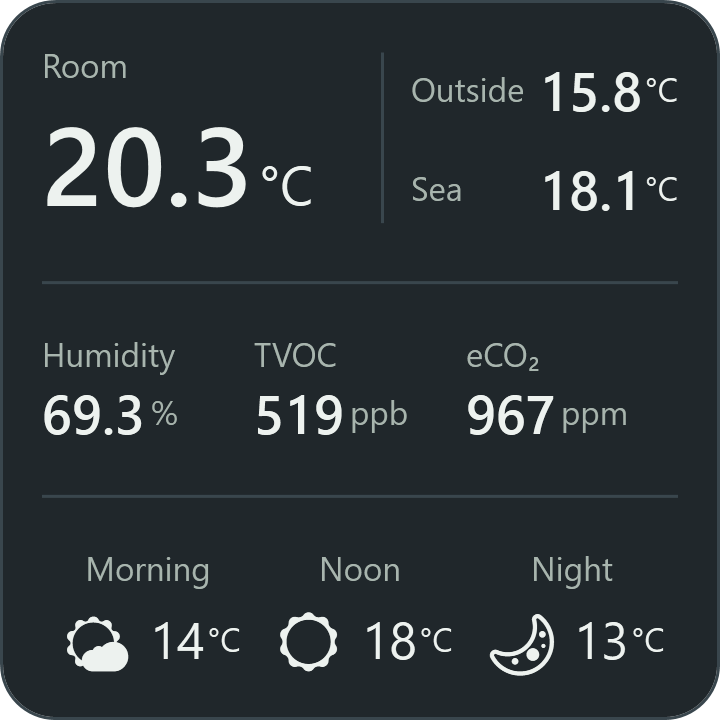 Room
20.3 °C
Outside 15.8 °C
Sea 18.1 °C
Humidity TVOC eCO₂
69.3 % 519 ppb 967 ppm
Morning Noon Night
14°C 18°C 13°C